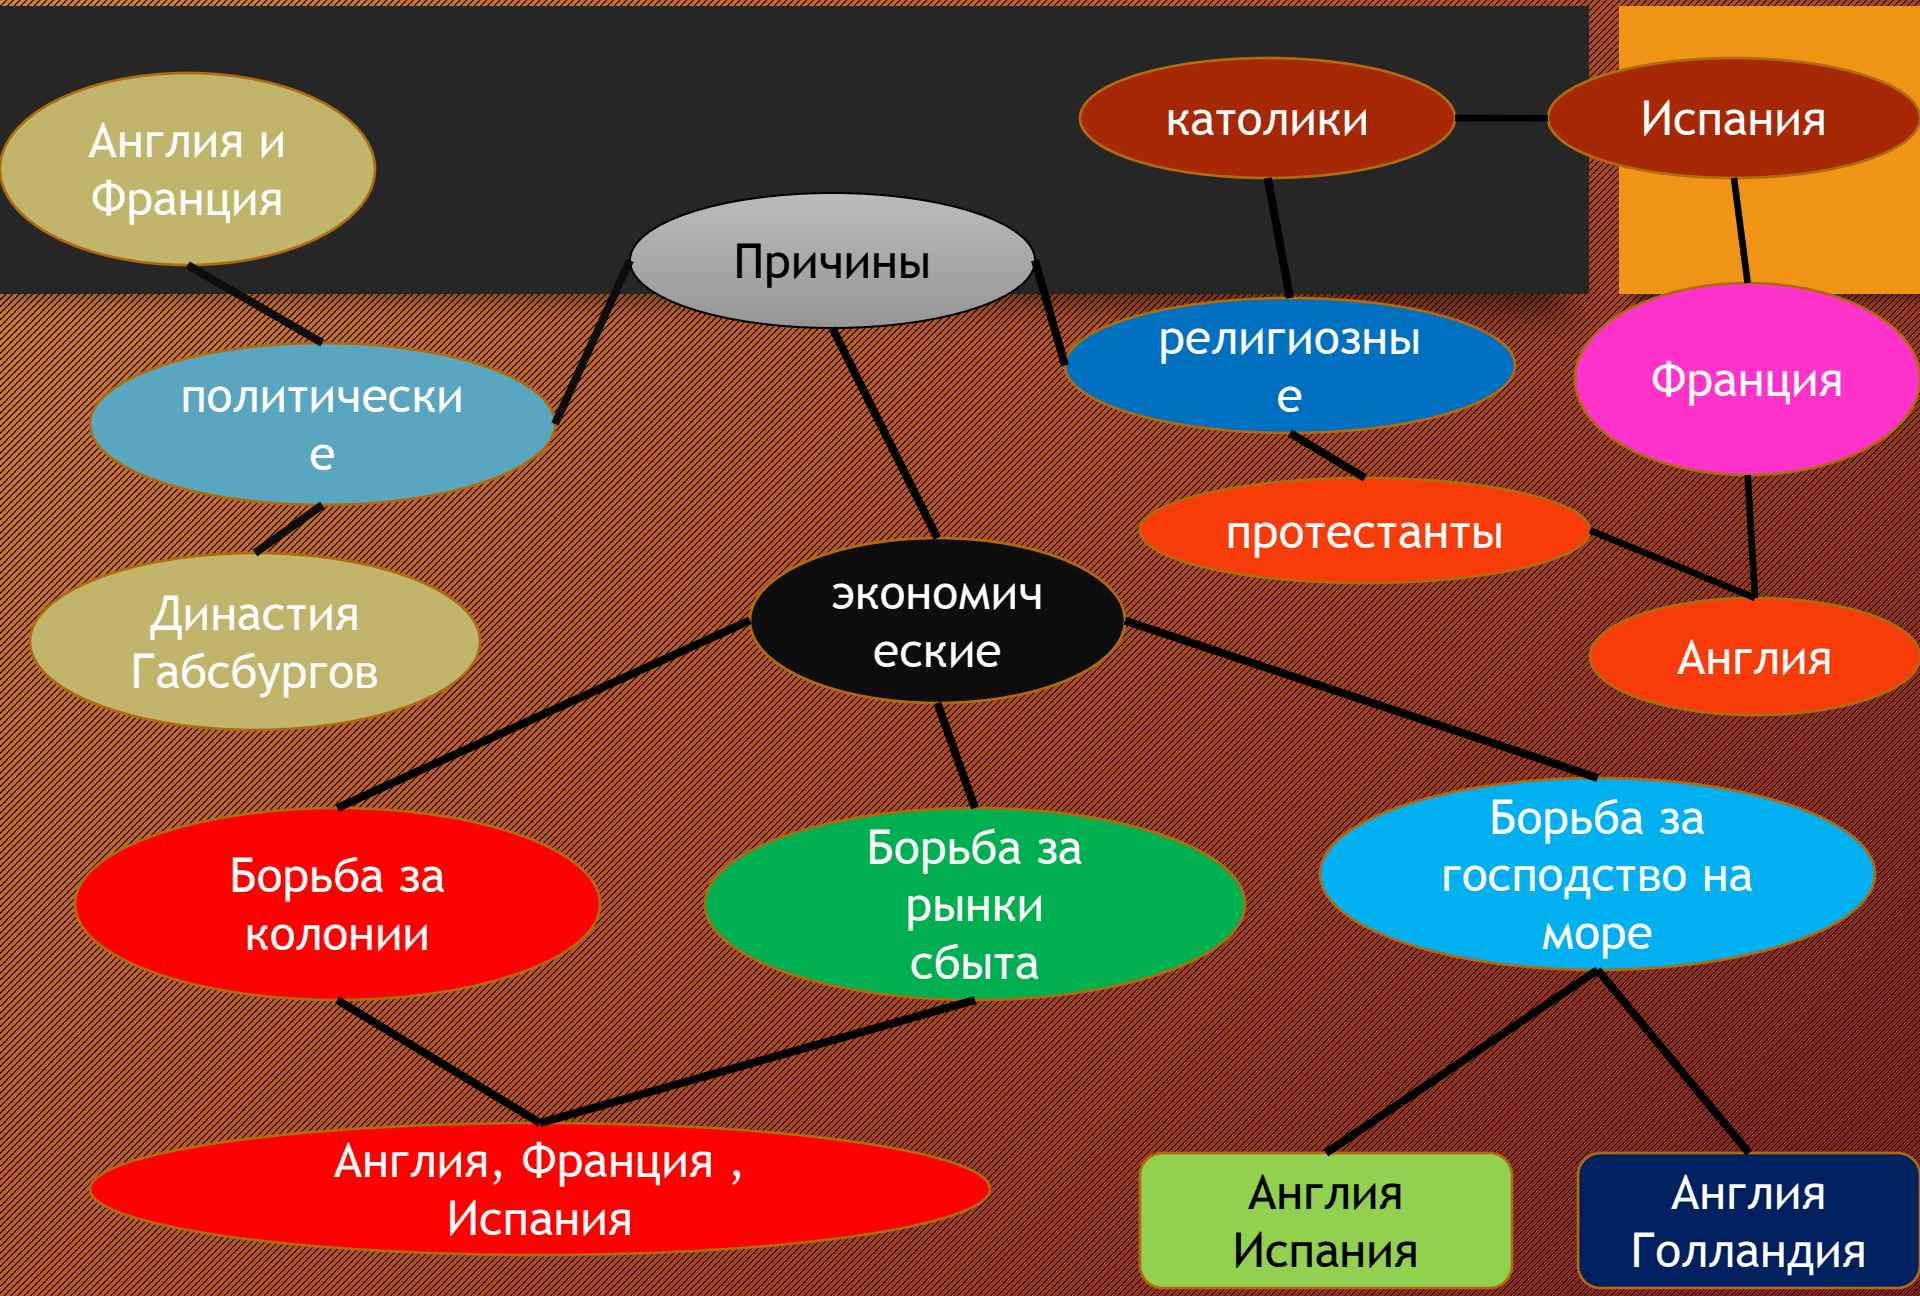 католики
Испания
Англия и
Франция
Причины
религиозны
е
Франция
политически
е
протестанты
экономич
еские
Династия
Габсбургов
Англия
Борьба за
колонии
Борьба за
рынки
сбыта
Борьба за
господство на
море
Англия, Франция ,
Испания
Англия
Испания
Англия
Голландия